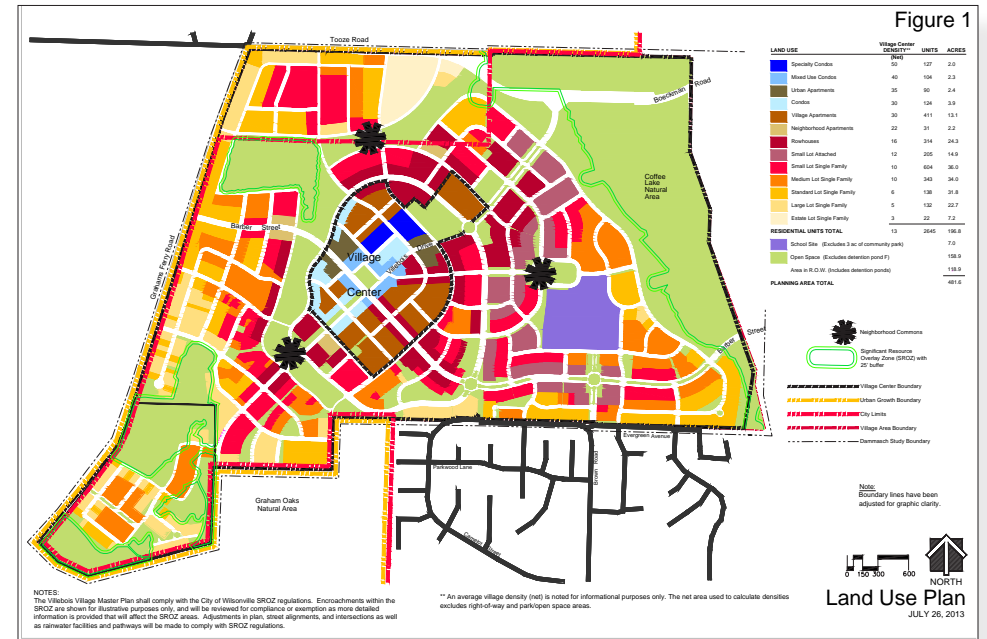 Figure 1
Tooze Road
Boeckman Road
Grahams Ferry Road
Barber Street
Coffee
Lake
Natural
Area
Village
Villebois Drive
Center
Barber Street
Evergreen Avenue
Parkwood Lane
Brown Road
Graham Oaks
Natural Area
LAND USE Village Center DENSITY** (Net) UNITS ACRES
Specialty Condos 50 127 2.0
Mixed Use Condos 40 104 2.3
Urban Apartments 35 90 2.4
Condos 30 124 3.9
Village Apartments 30 411 13.1
Neighborhood Apartments 22 31 2.2
Rowhouses 16 314 24.3
Small Lot Attached 12 205 14.9
Small Lot Single Family 10 604 36.0
Medium Lot Single Family 10 343 34.0
Standard Lot Single Family 6 138 31.8
Large Lot Single Family 5 132 22.7
Estate Lot Single Family 3 22 7.2
RESIDENTIAL UNITS TOTAL 13 2645 196.8
School Site (Excludes 3 ac of community park) 7.0
Open Space (Excludes detention pond F) 158.9
Area in R.O.W. (Includes detention ponds) 118.9
PLANNING AREA TOTAL 481.6
Neighborhood Commons
Significant Resource
Overlay Zone (SROZ) with
25' buffer
Village Center Boundary
Urban Growth Boundary
City Limits
Village Area Boundary
Dammasch Study Boundary
Note:
Boundary lines have been
adjusted for graphic clarity.
0 150 300 600
NORTH
Land Use Plan
JULY 26, 2013
NOTES:
The Villebois Village Master Plan shall comply with the City of Wilsonville SROZ regulations. Encroachments within the
SROZ are shown for illustrative purposes only, and will be reviewed for compliance or exemption as more detailed
information is provided that will affect the SROZ areas. Adjustments in plan, street alignments, and intersections as well
as rainwater facilities and pathways will be made to comply with SROZ regulations.
** An average village density (net) is noted for informational purposes only. The net area used to calculate densities
excludes right-of-way and park/open space areas.